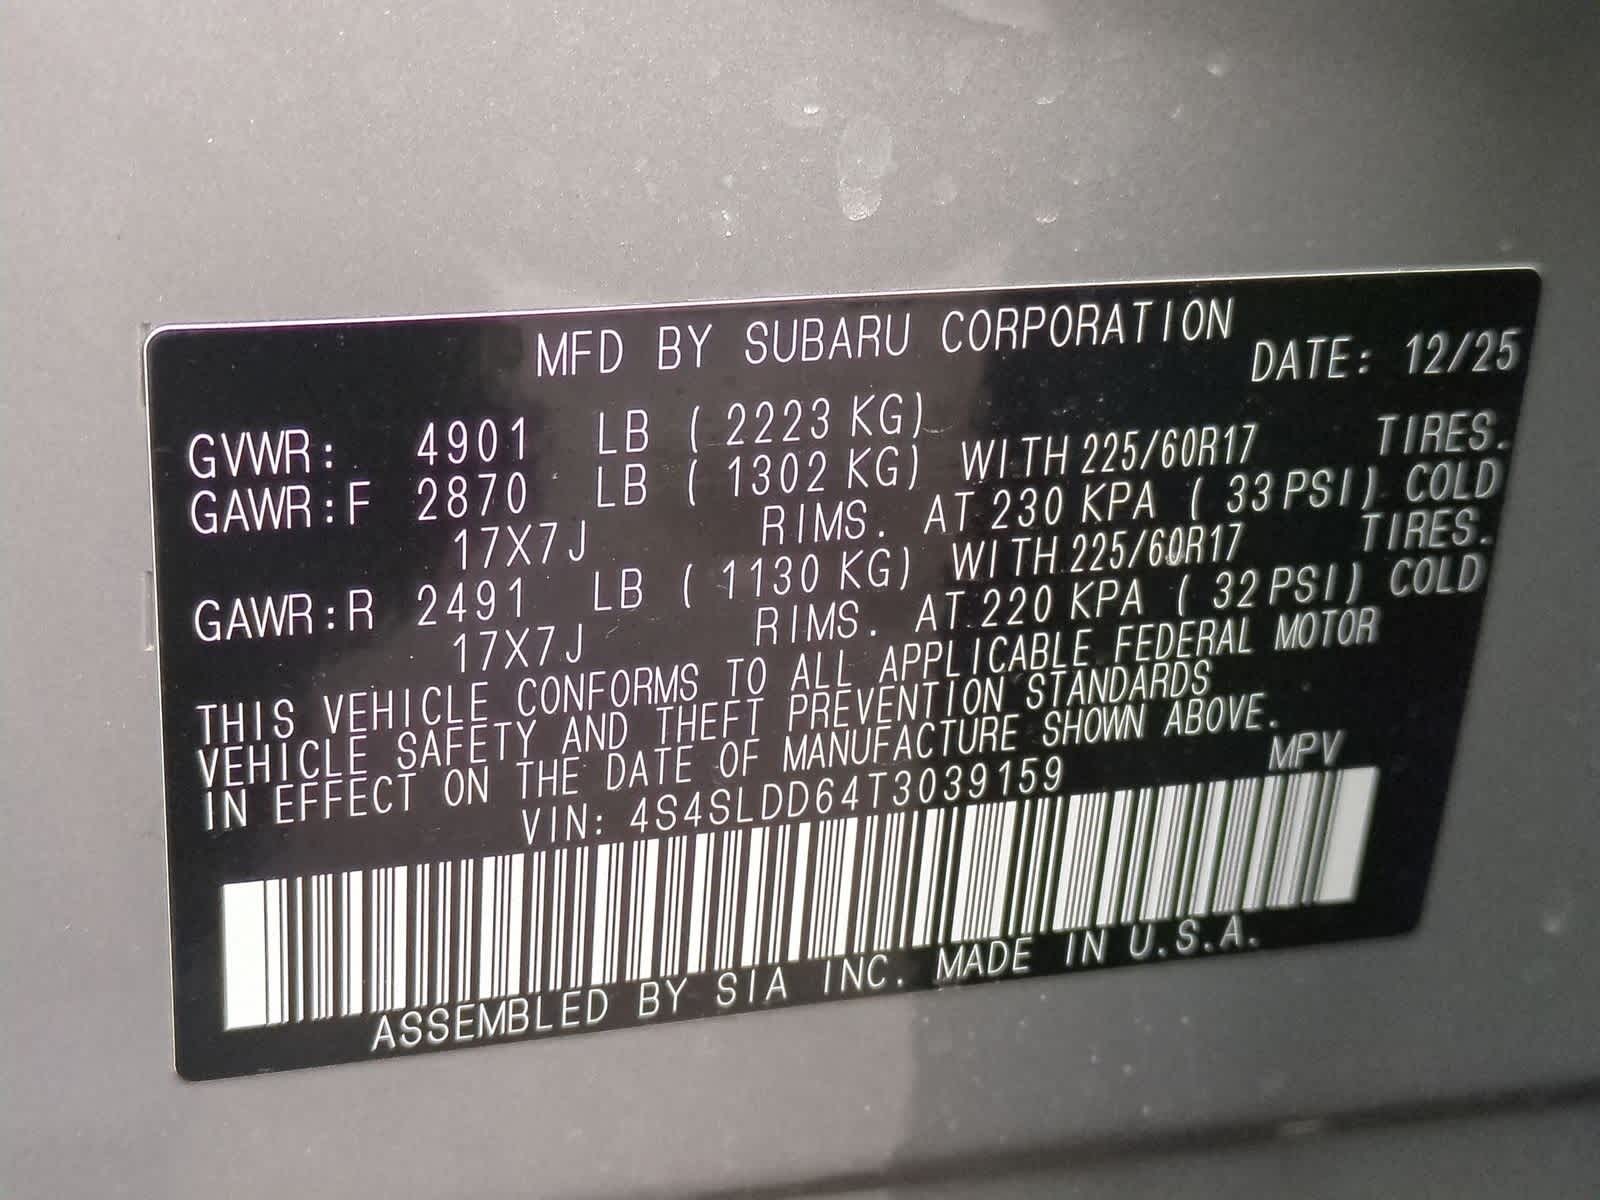 MFD BY SUBARU CORPORATION DATE: 12/25
GVWR: 4901 LB ( 2223 KG)
GAWR:F 2870 LB ( 1302 KG) WITH 225/60R17 TIRES.
17X7J RIMS. AT 230 KPA ( 33 PSI) COLD
GAWR:R 2491 LB ( 1130 KG) WITH 225/60R17 TIRES.
17X7J RIMS. AT 220 KPA ( 32 PSI) COLD
THIS VEHICLE CONFORMS TO ALL APPLICABLE FEDERAL MOTOR
VEHICLE SAFETY AND THEFT PREVENTION STANDARDS
IN EFFECT ON THE DATE OF MANUFACTURE SHOWN ABOVE.
VIN: 4S4SLDD64T3039159 MPV
ASSEMBLED BY SIA INC. MADE IN U.S.A.